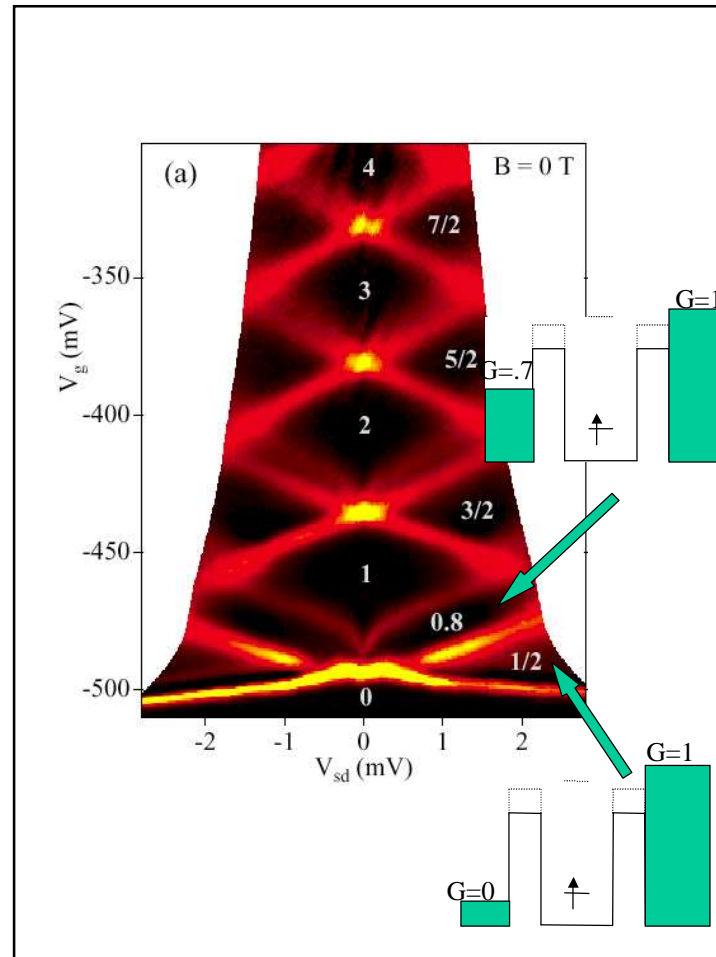 (a)
B = 0 T
4
7/2
-350
3
G=1
5/2
G=.7
V_g (mV)
-400
2
3/2
-450
1
0.8
1/2
-500
0
-2
-1
0
1
2
V_sd (mV)
G=1
G=0